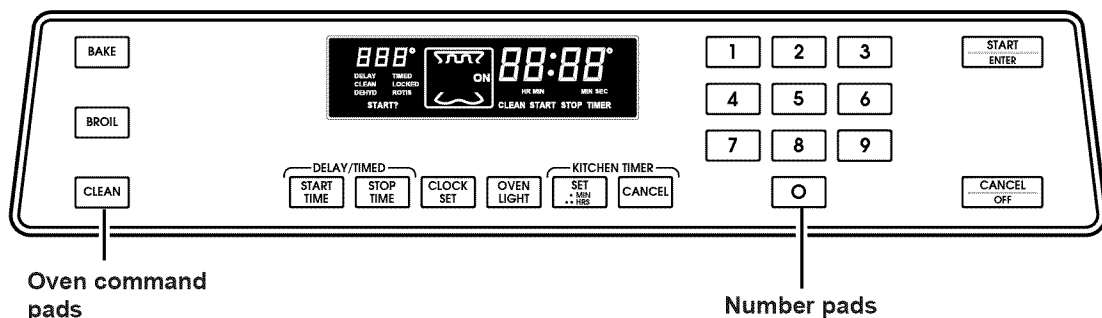 BAKE
BROIL
CLEAN
888° 88:88°
DELAY TIMED
CLEAN LOCKED
DEHYD ROTIS
START?
ON
HR MIN MIN SEC
CLEAN START STOP TIMER
DELAY/TIMED
START TIME
STOP TIME
CLOCK SET
OVEN LIGHT
KITCHEN TIMER
SET MIN HRS
CANCEL
1 2 3
4 5 6
7 8 9
0
START
ENTER
CANCEL
OFF
Oven command
pads
Number pads